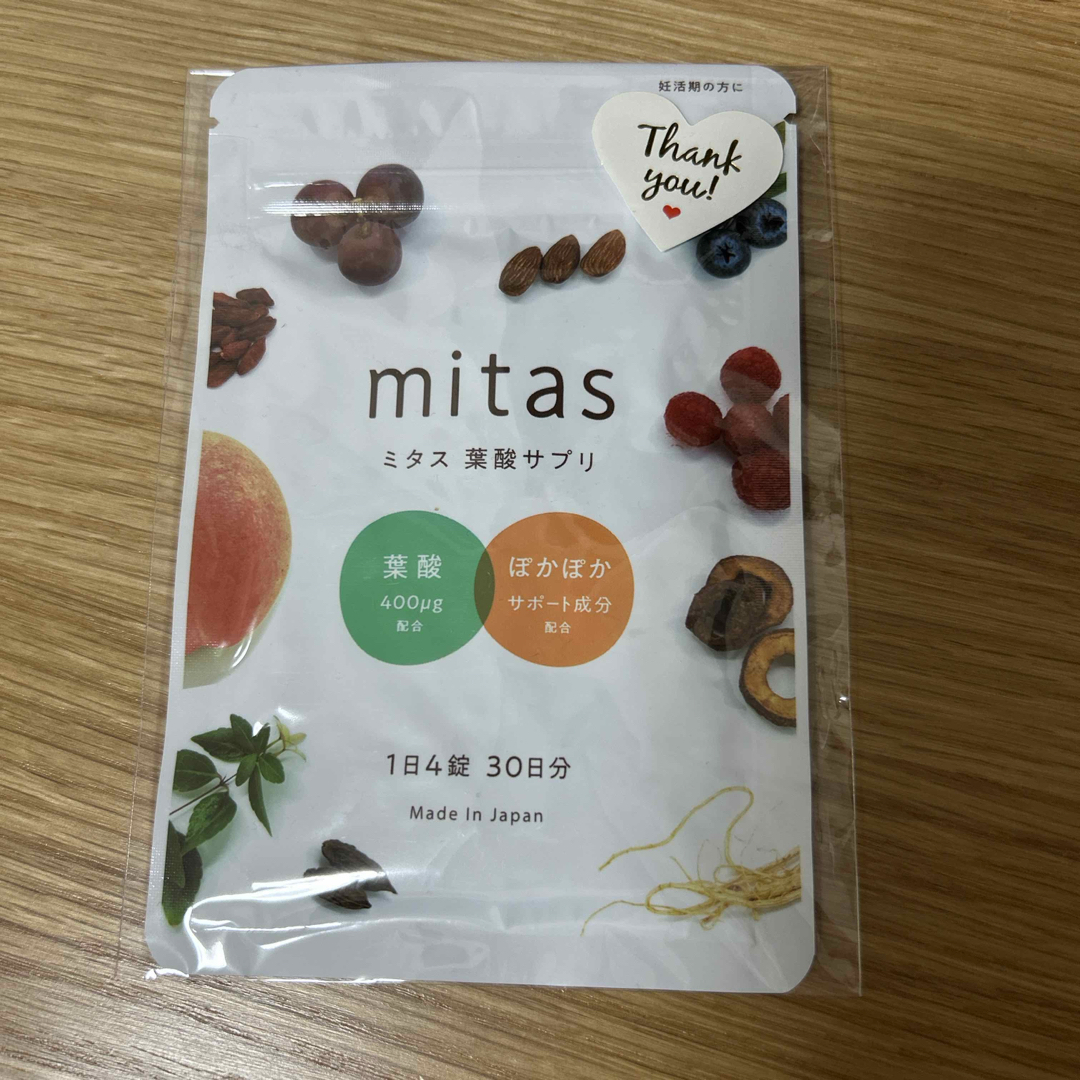 妊活期の方に
Thank
you!
mitas
ミタス 葉酸サプリ
葉酸
400μg
配合
ぽかぽか
サポート成分
配合
1日4錠 30日分
Made In Japan